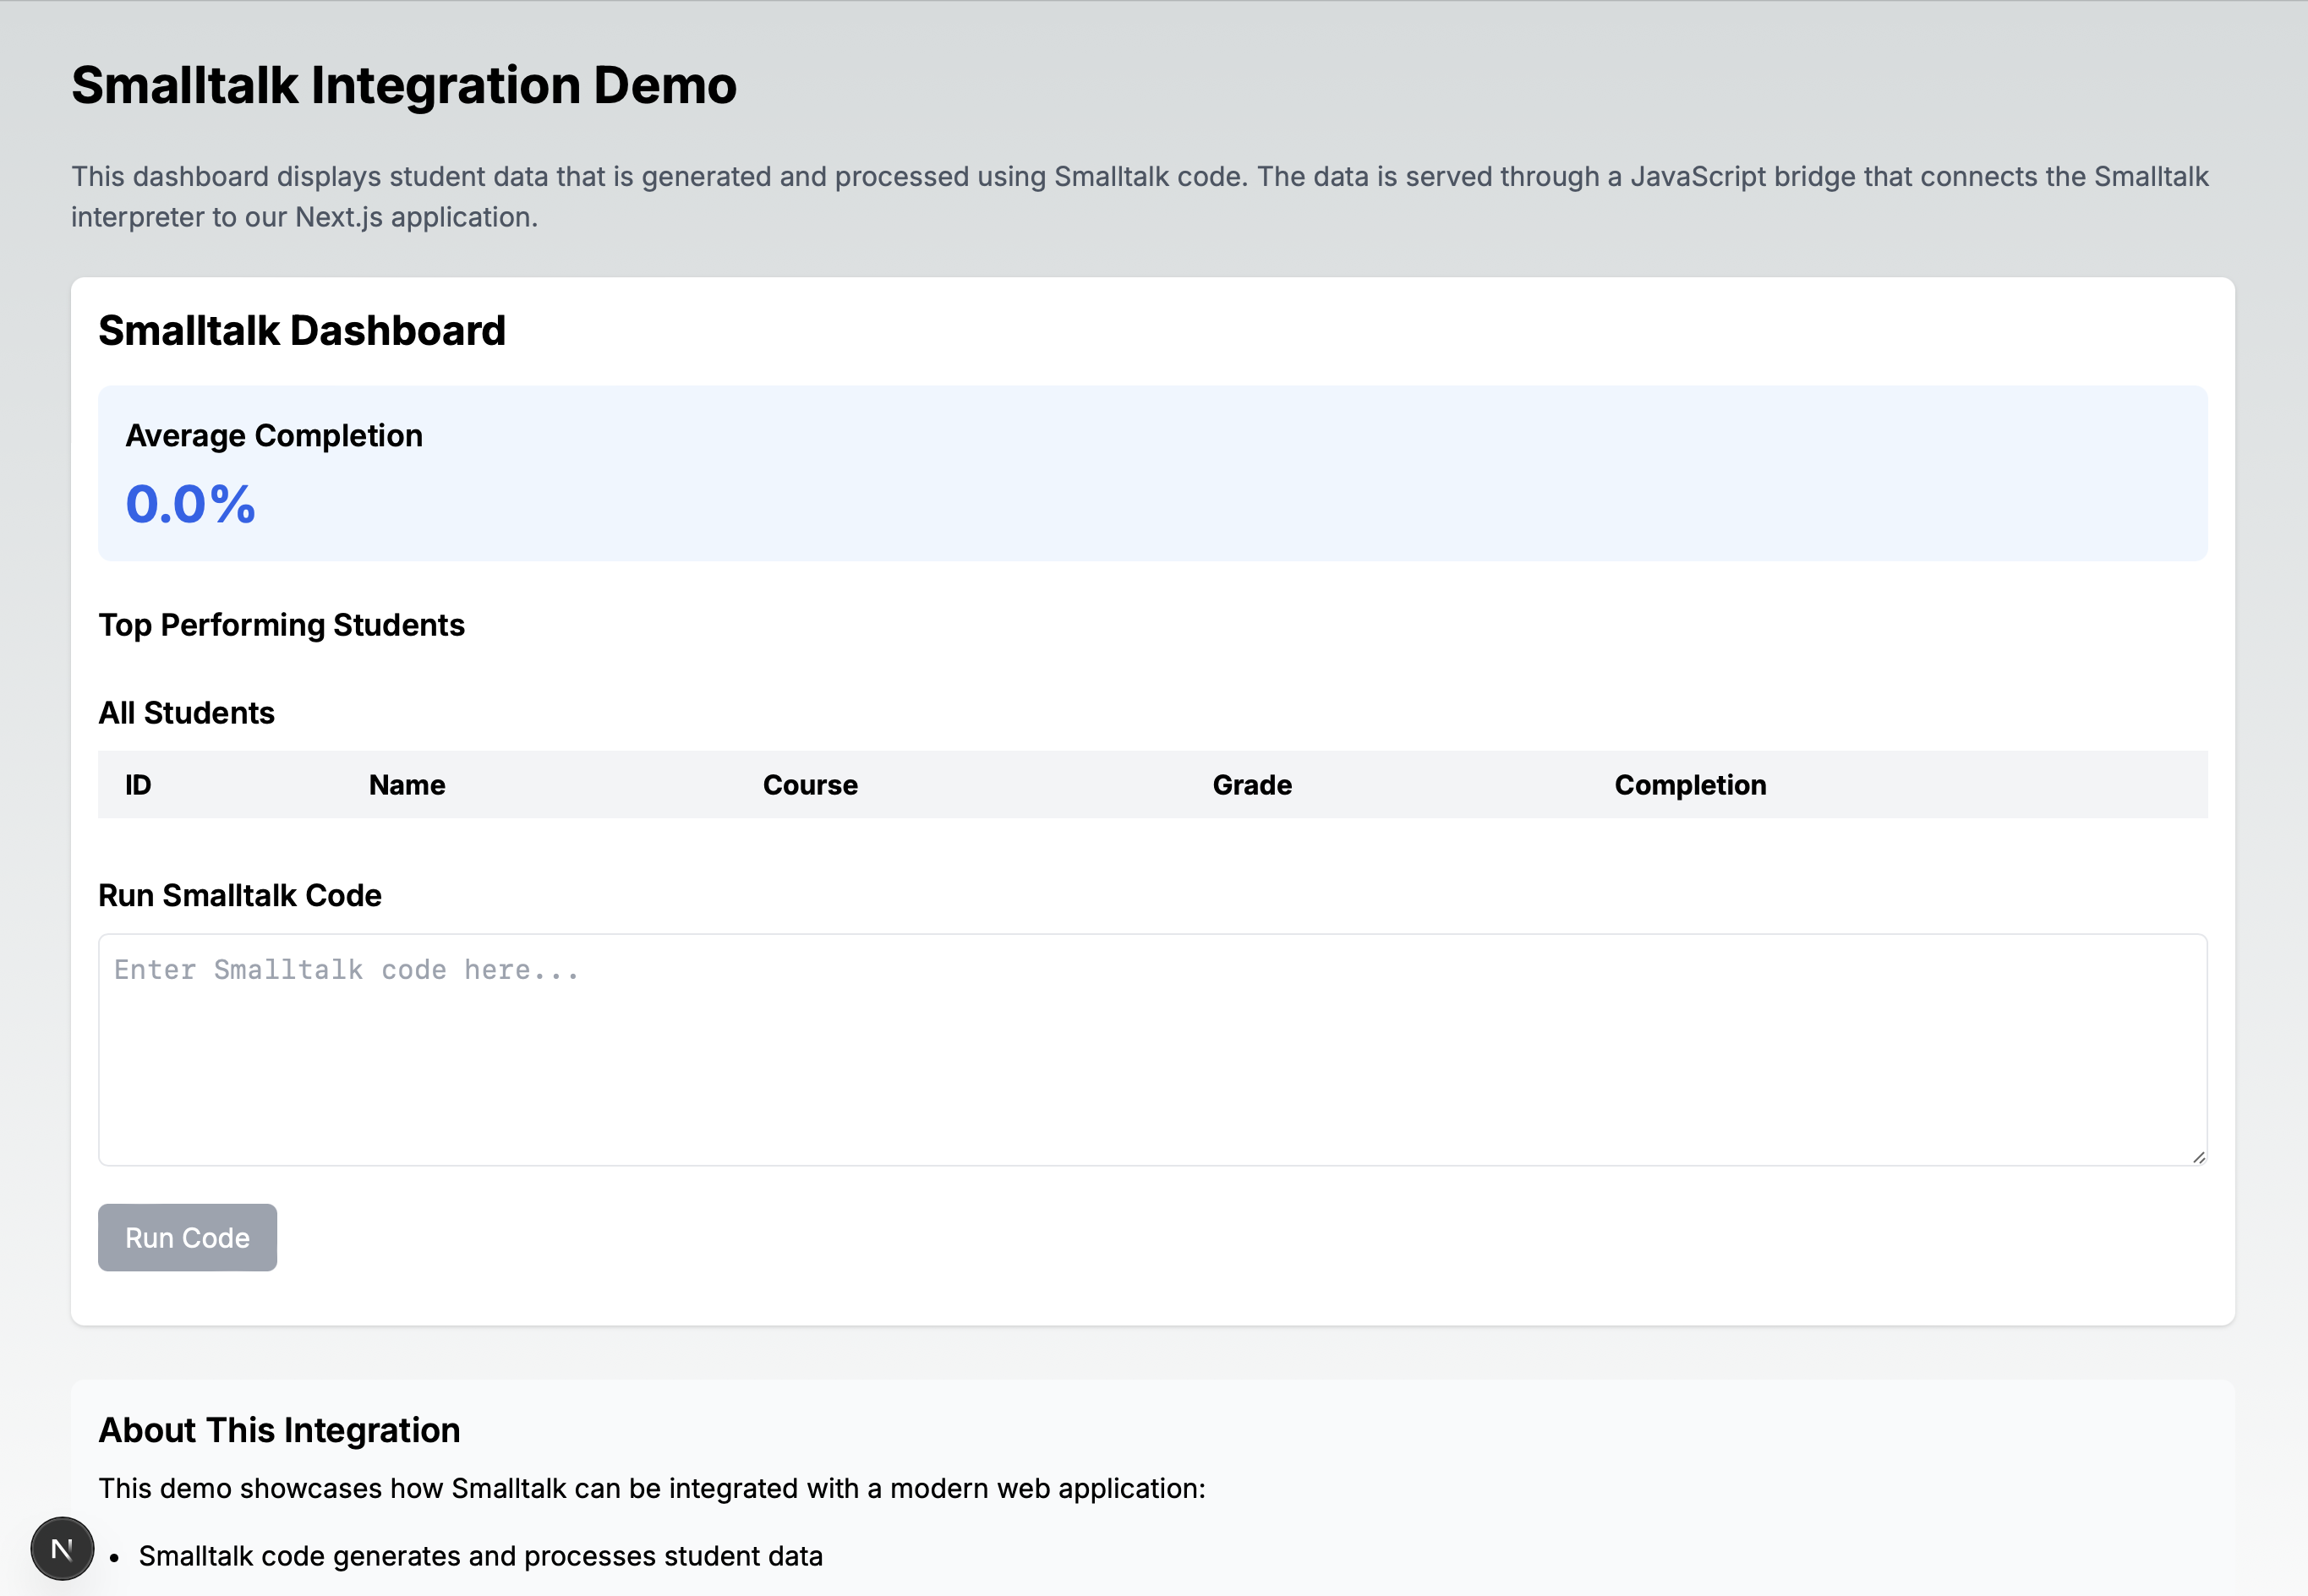 Smalltalk Integration Demo
This dashboard displays student data that is generated and processed using Smalltalk code. The data is served through a JavaScript bridge that connects the Smalltalk
interpreter to our Next.js application.
Smalltalk Dashboard
Average Completion
0.0%
Top Performing Students
All Students
ID Name Course Grade Completion
Run Smalltalk Code
Enter Smalltalk code here...
Run Code
About This Integration
This demo showcases how Smalltalk can be integrated with a modern web application:
N
• Smalltalk code generates and processes student data